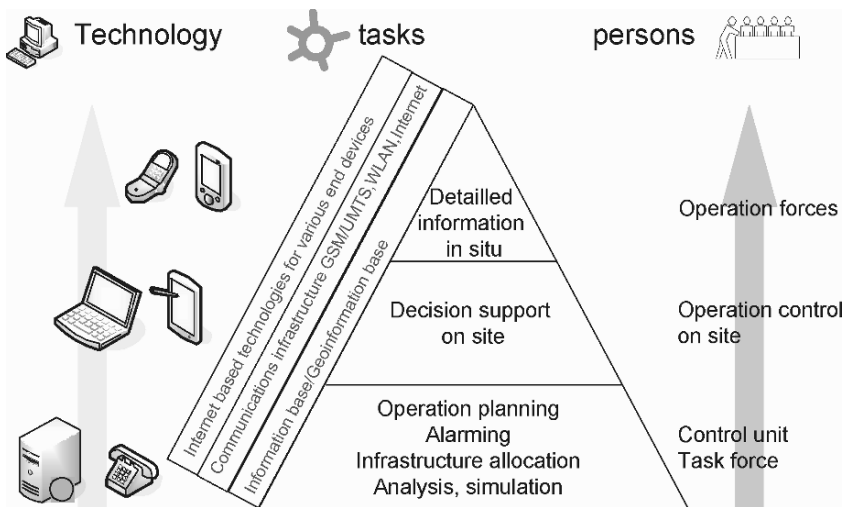 Technology
tasks
persons
Internet based technologies for various end devices
Communications infrastructure GSM/UMTS, WLAN,Internet
Information base/Geoinformation base
Detailled
information
in situ
Operation forces
Decision support
on site
Operation control
on site
Operation planning
Alarming
Infrastructure allocation
Analysis, simulation
Control unit
Task force